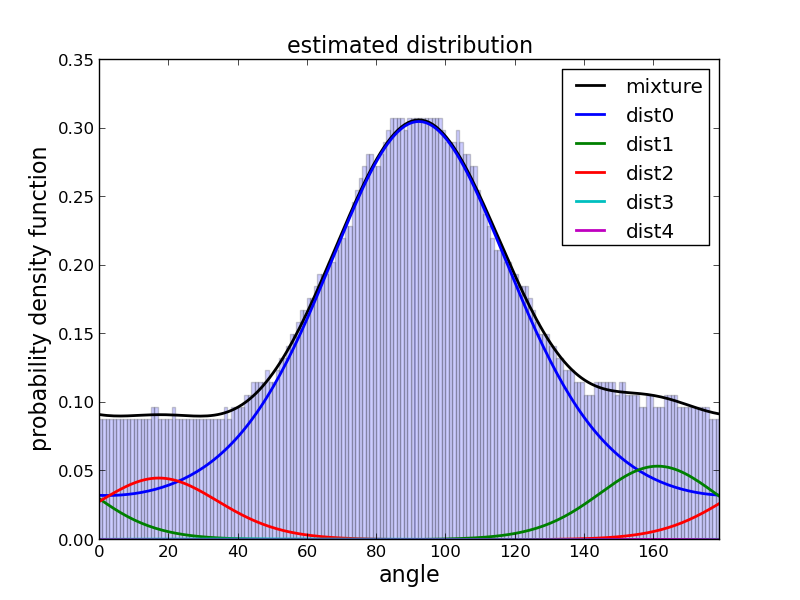 estimated distribution
0.35
0.30
0.25
0.20
0.15
0.10
0.05
0.00
probability density function
0 20 40 60 80 100 120 140 160
angle
mixture
dist0
dist1
dist2
dist3
dist4